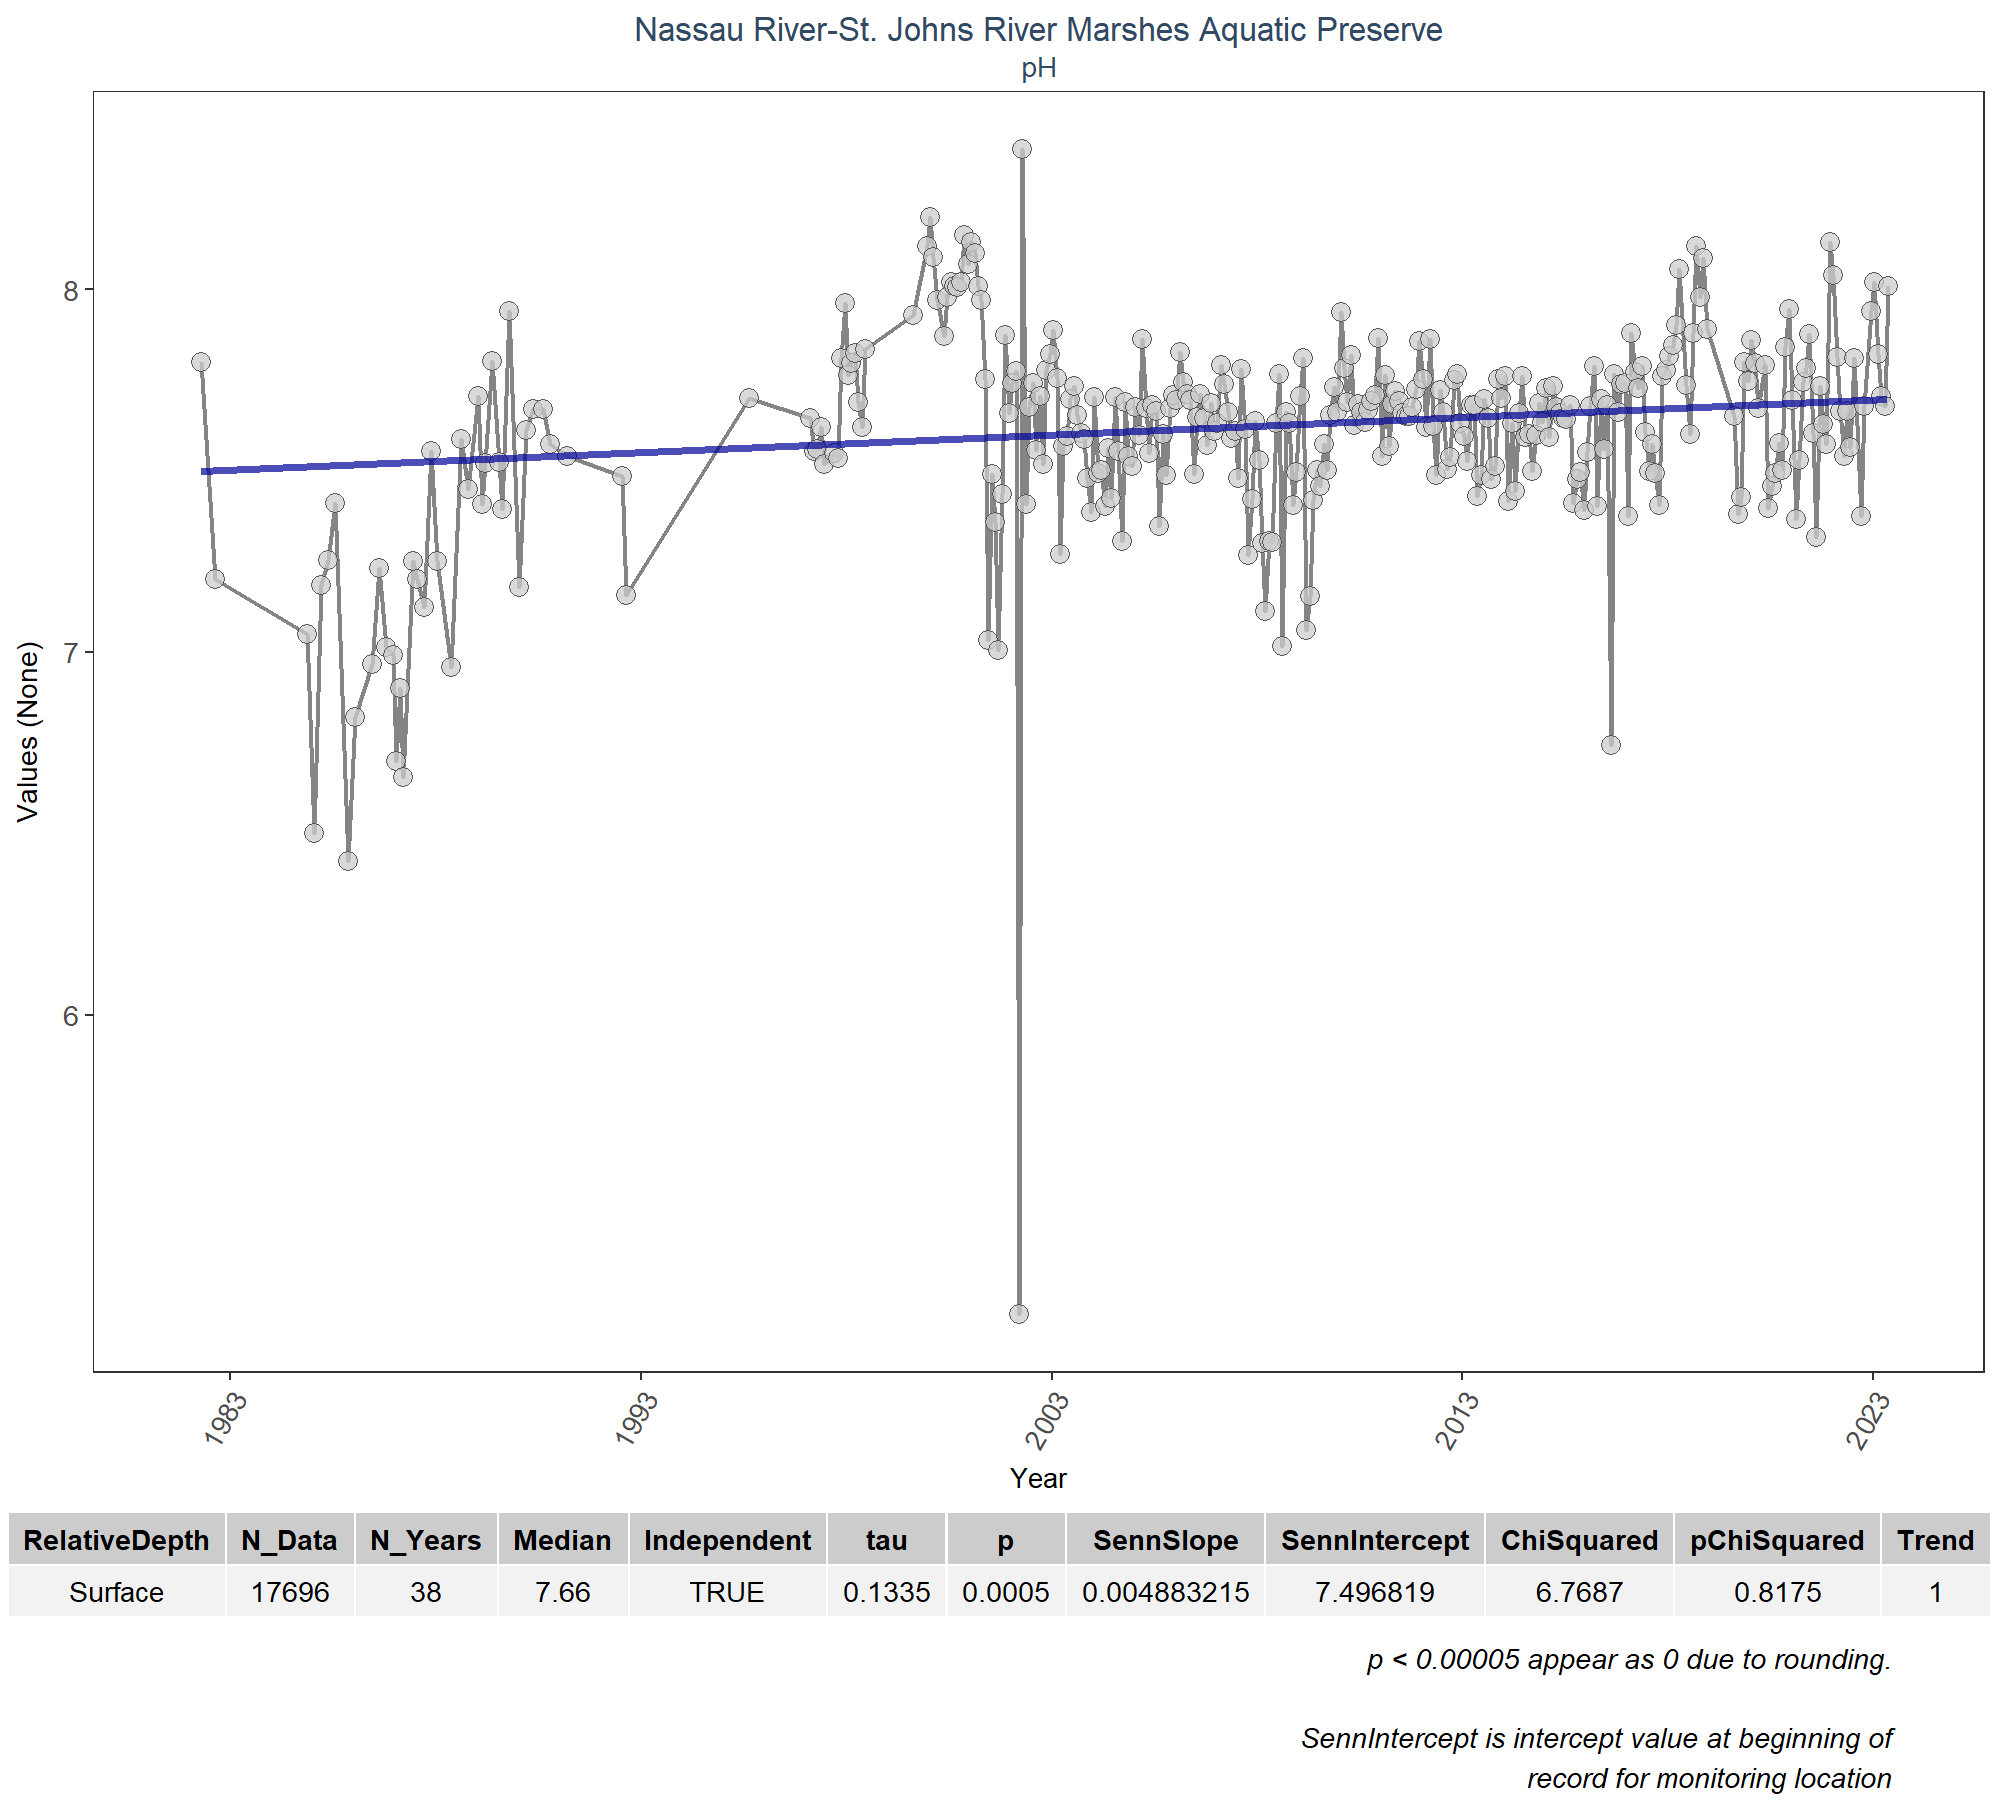 Nassau River-St. Johns River Marshes Aquatic Preserve
pH
8
7
6
Values (None)
1983
1993
2003
2013
2023
Year
RelativeDepth N_Data N_Years Median Independent tau p SennSlope SennIntercept ChiSquared pChiSquared Trend
Surface 17696 38 7.66 TRUE 0.1335 0.0005 0.004883215 7.496819 6.7687 0.8175 1
p < 0.00005 appear as 0 due to rounding.
SennIntercept is intercept value at beginning of
record for monitoring location